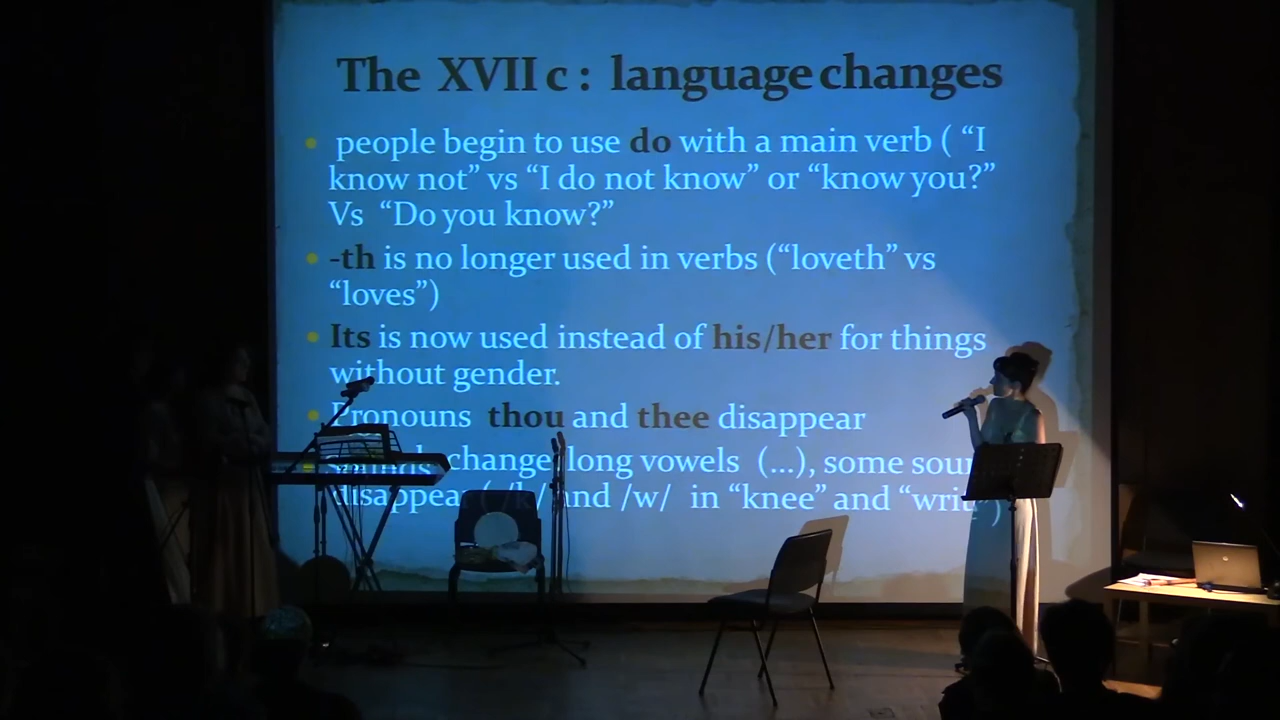 The XVII c : language changes
people begin to use do with a main verb ( “I
know not” vs “I do not know” or “know you?”
Vs “Do you know?”
-th is no longer used in verbs (“loveth” vs
“loves”)
Its is now used instead of his/her for things
without gender.
Pronouns thou and thee disappear
Sounds change long vowels (...), some
disappear ( /k/ and /w/ in “knee” and “write”)